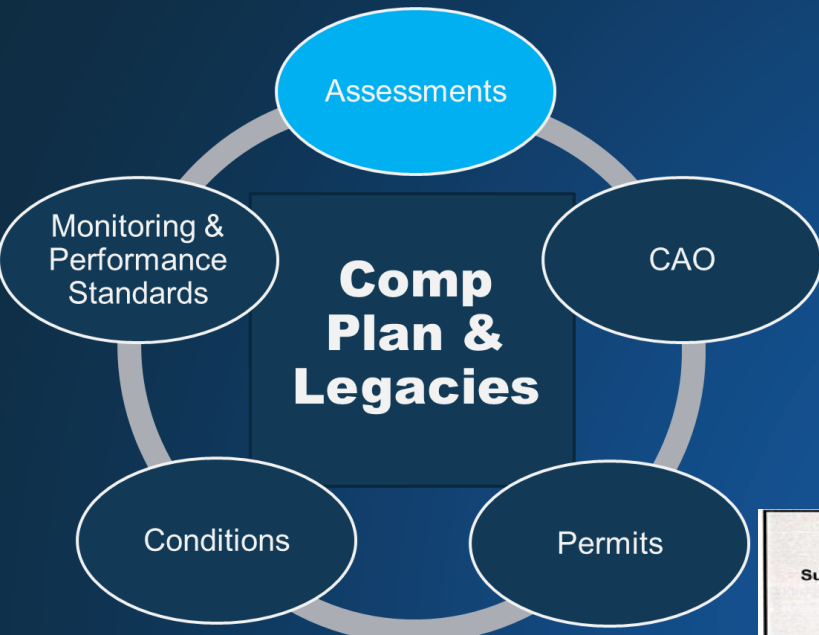 Assessments
Monitoring &
Performance
Standards
Comp
Plan &
Legacies
CAO
Conditions
Permits